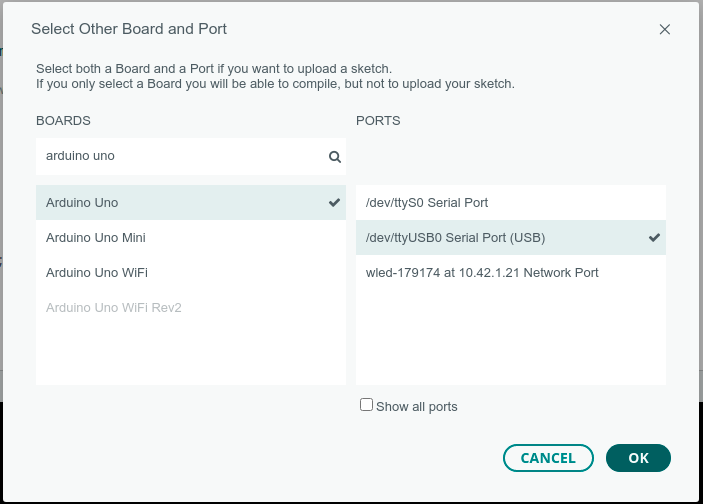 Select Other Board and Port
Select both a Board and a Port if you want to upload a sketch.
If you only select a Board you will be able to compile, but not to upload your sketch.
BOARDS
PORTS
arduino uno
Arduino Uno
/dev/ttyS0 Serial Port
Arduino Uno Mini
/dev/ttyUSB0 Serial Port (USB)
Arduino Uno WiFi
wled-179174 at 10.42.1.21 Network Port
Arduino Uno WiFi Rev2
Show all ports
CANCEL
OK